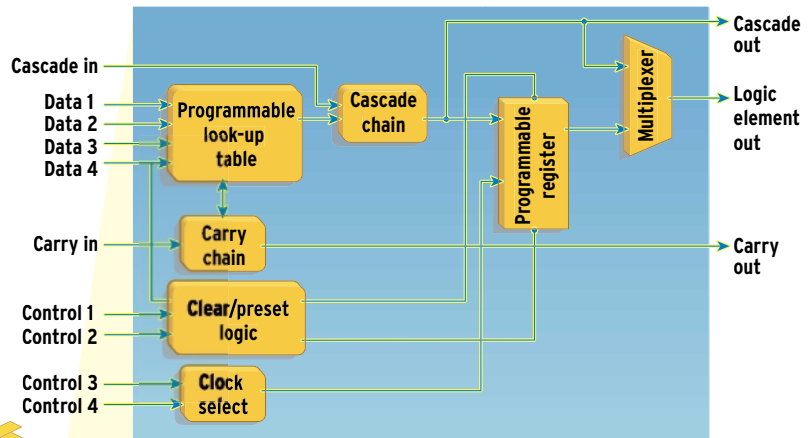 Cascade
out
Cascade in
Data 1
Data 2
Data 3
Data 4
Programmable
look-up
table
Cascade
chain
Programmable
register
Multiplexer
Logic
element
out
Carry in
Carry
chain
Carry
out
Control 1
Control 2
Clear/preset
logic
Control 3
Control 4
Clock
select